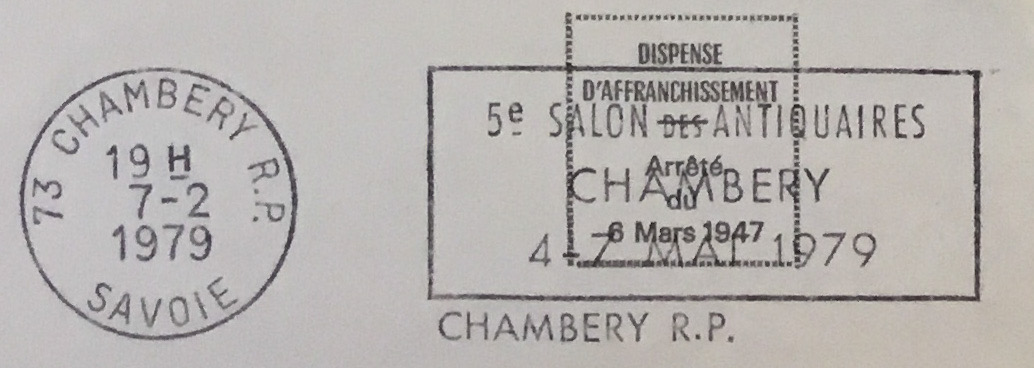 73 CHAMBERY R.P.
19 H
7-2
1979
SAVOIE
DISPENSE
D'AFFRANCHISSEMENT
Arrêté
du
6 Mars 1947
5e SALON DES ANTIQUAIRES
CHAMBERY
4-7 MAI 1979
CHAMBERY R.P.